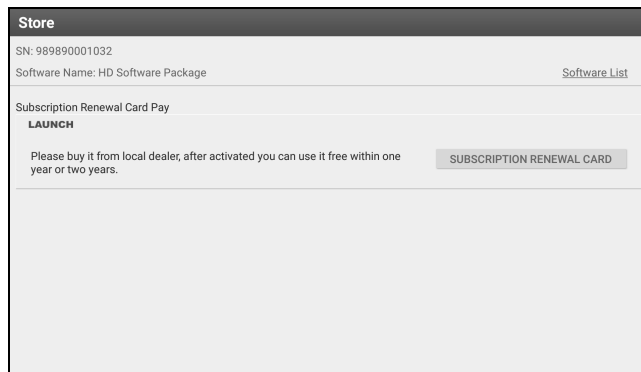 Store
SN: 989890001032
Software Name: HD Software Package
Software List
Subscription Renewal Card Pay
LAUNCH
Please buy it from local dealer, after activated you can use it free within one
year or two years.
SUBSCRIPTION RENEWAL CARD